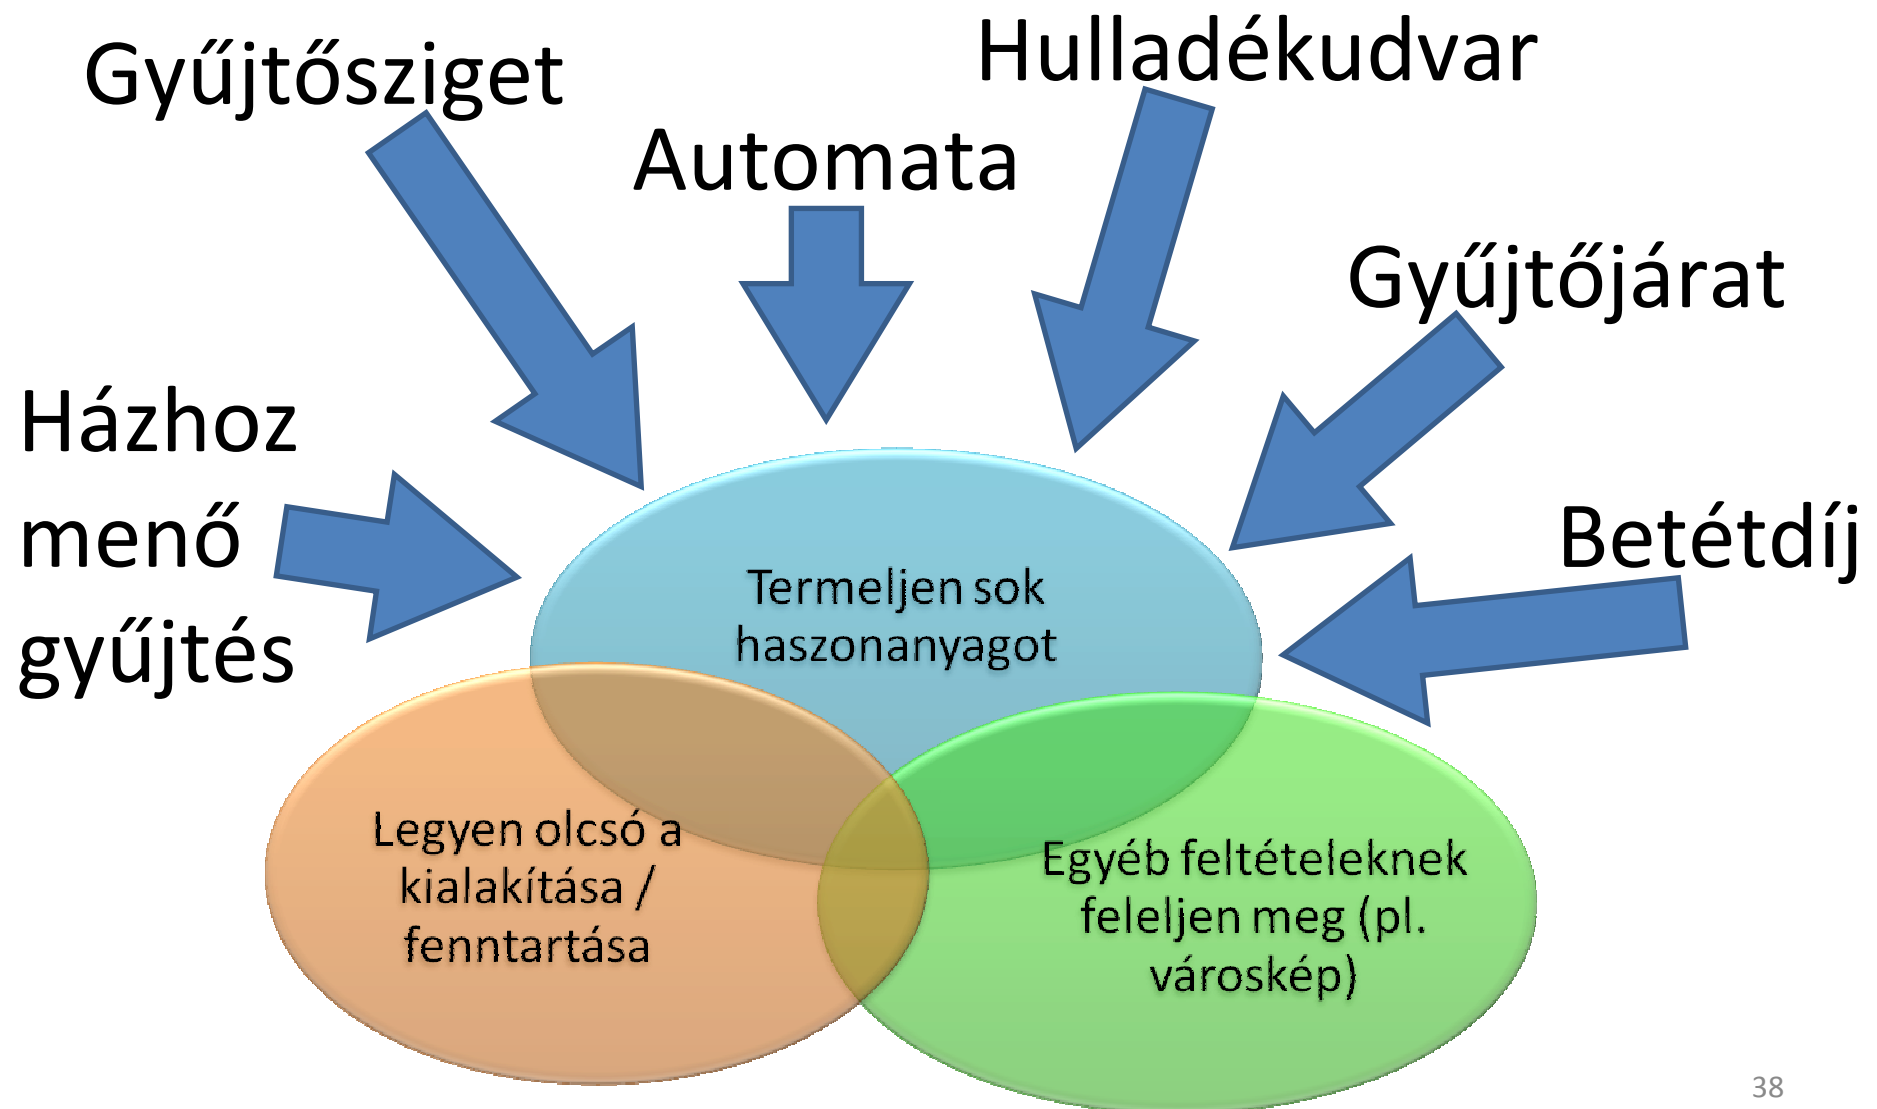 Gyűjtősziget
Hulladékudvar
Automata
Gyűjtőjárat
Házhoz
menő
gyűjtés
Betétdíj
Termeljen sok
haszonanyagot
Legyen olcsó a
kialakítása /
fenntartása
Egyéb feltételeknek
feleljen meg (pl.
városkép)
38